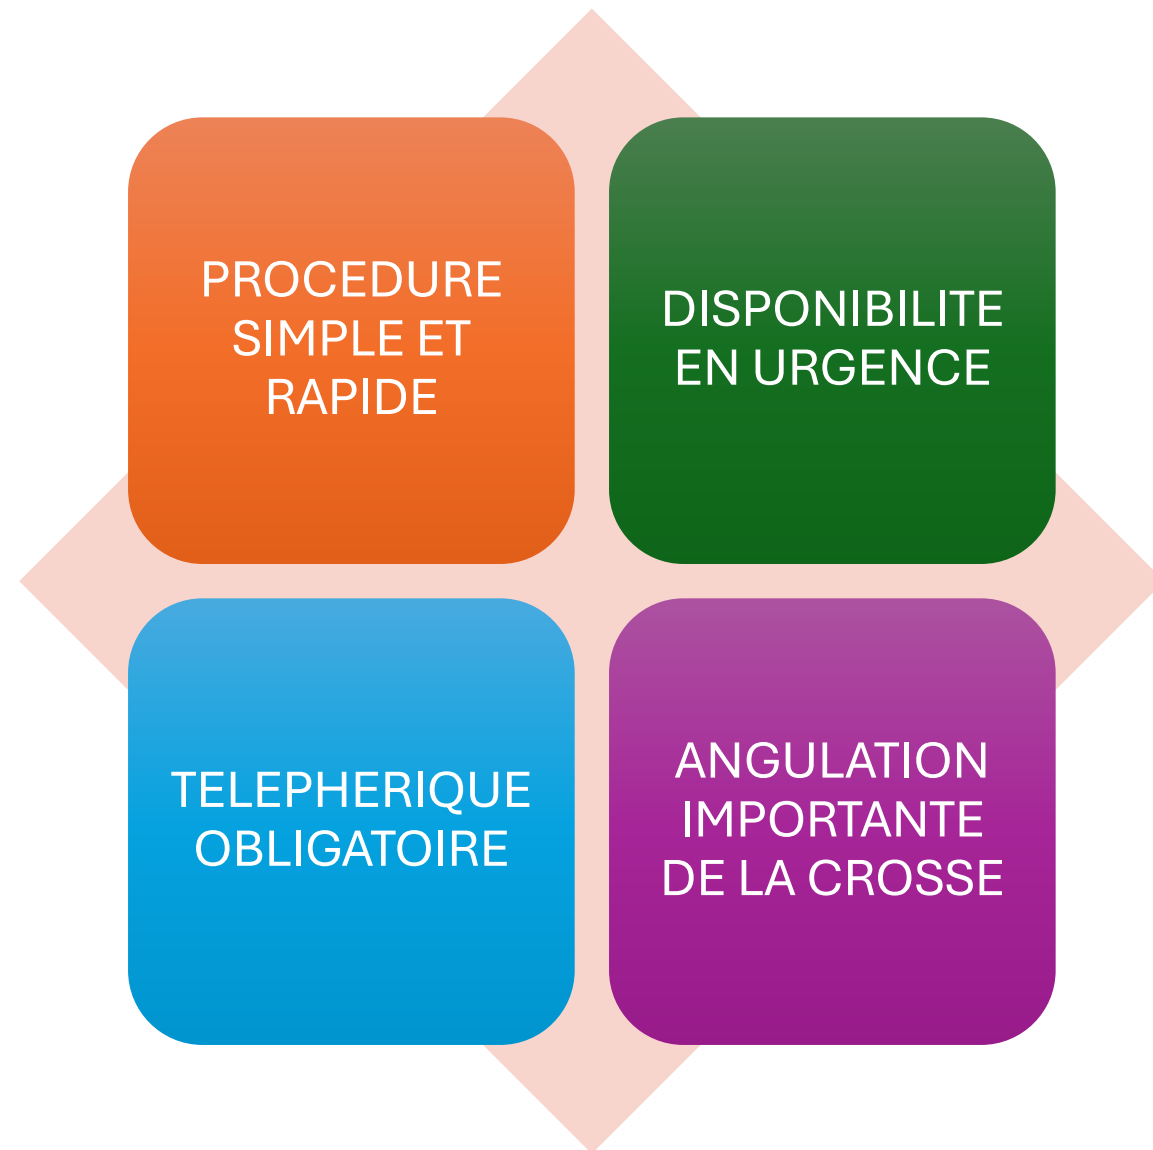 PROCEDURE
SIMPLE ET
RAPIDE
DISPONIBILITE
EN URGENCE
TELEPHERIQUE
OBLIGATOIRE
ANGULATION
IMPORTANTE
DE LA CROSSE